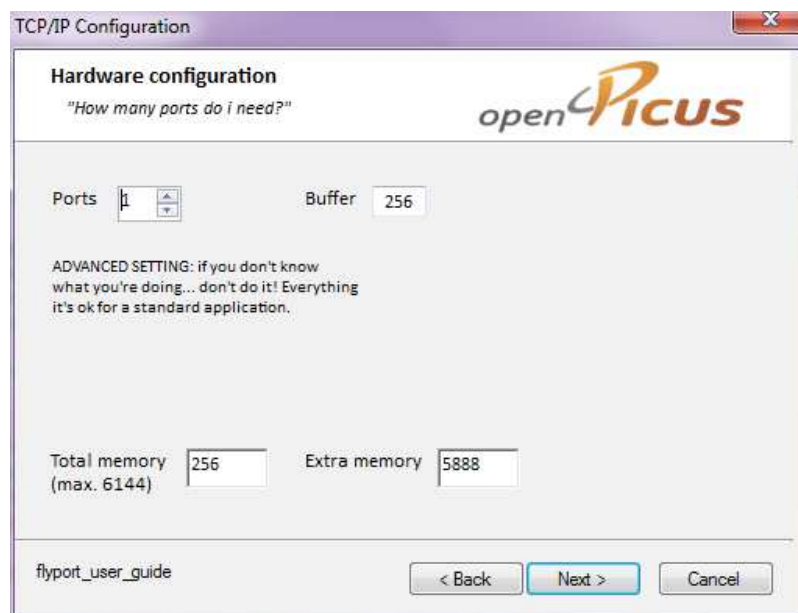 TCP/IP Configuration
X
Hardware configuration
"How many ports do i need?"
openPicus
Ports 1 Buffer 256
ADVANCED SETTING: if you don't know
what you're doing... don't do it! Everything
it's ok for a standard application.
Total memory 256 Extra memory 5888
(max. 6144)
flyport_user_guide < Back Next > Cancel